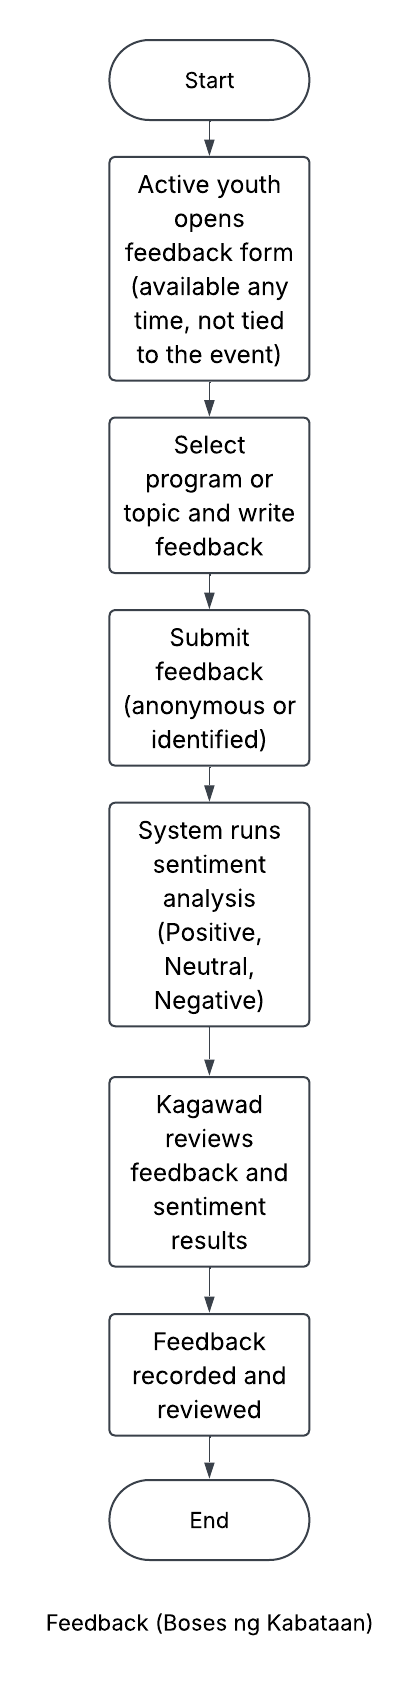 Start
Active youth
opens
feedback form
(available any
time, not tied
to the event)
Select
program or
topic and write
feedback
Submit
feedback
(anonymous or
identified)
System runs
sentiment
analysis
(Positive,
Neutral,
Negative)
Kagawad
reviews
feedback and
sentiment
results
Feedback
recorded and
reviewed
End
Feedback (Boses ng Kabataan)